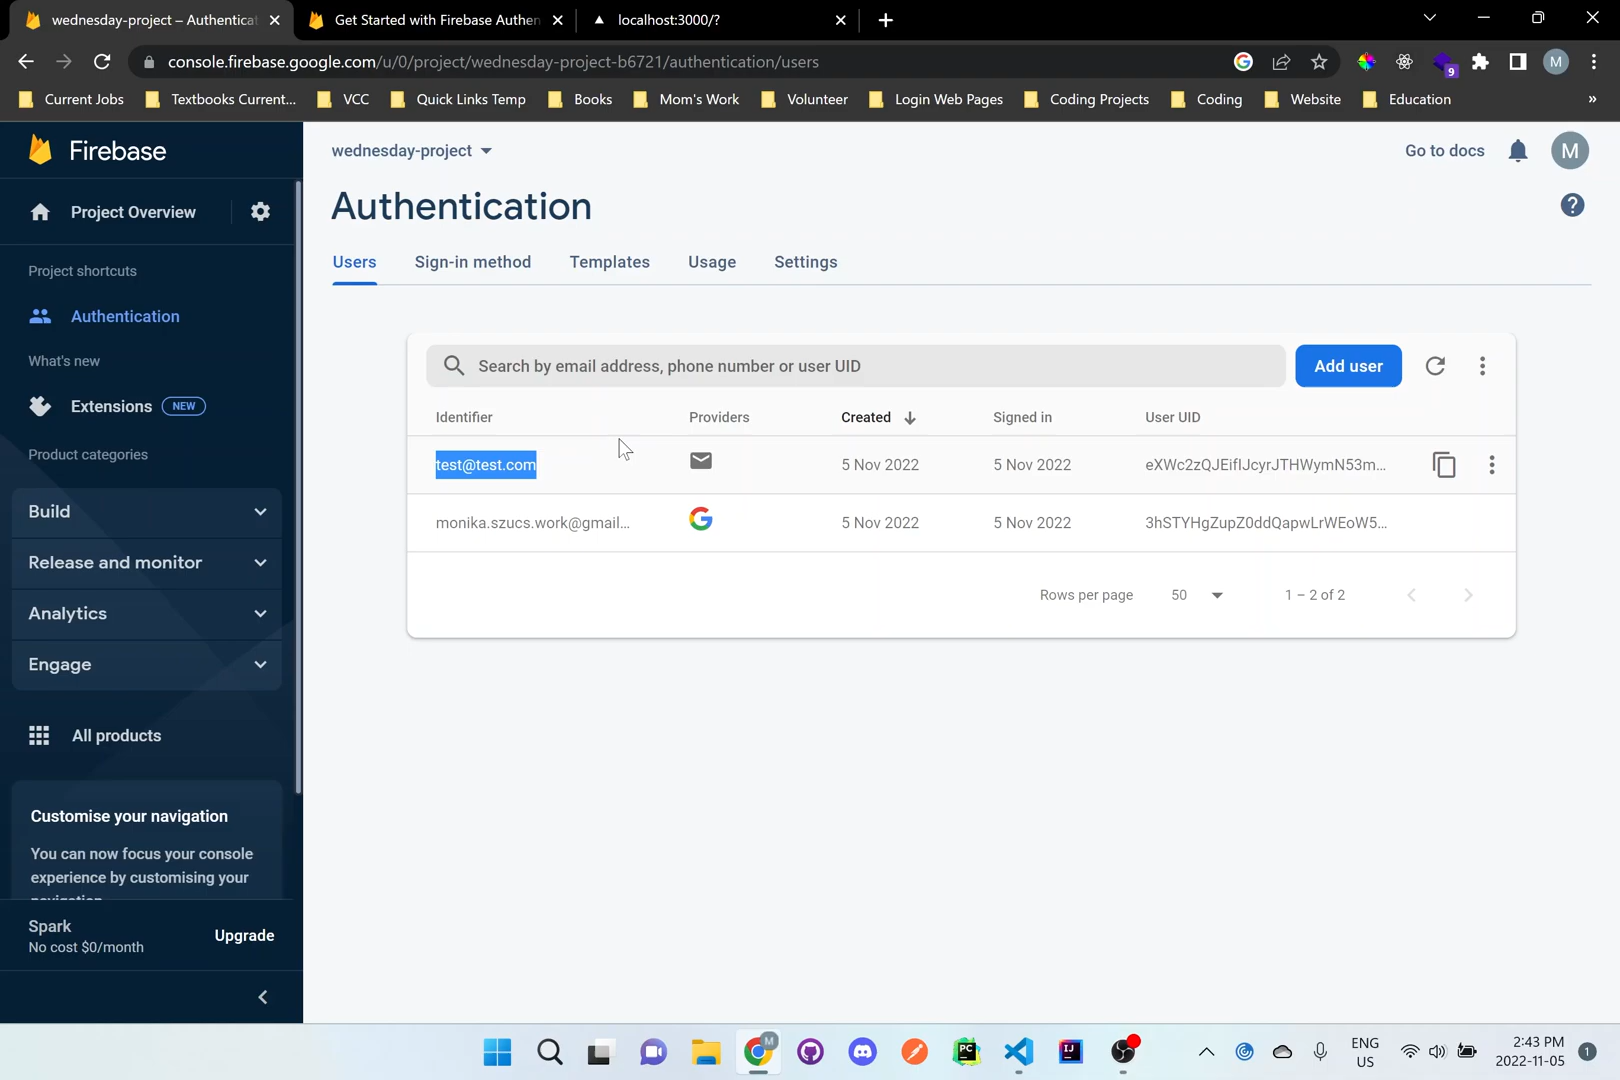 wednesday-project – Authenticat
Get Started with Firebase Authen
localhost:3000/?
console.firebase.google.com/u/0/project/wednesday-project-b6721/authentication/users
9
M
Current Jobs
Textbooks Current...
VCC
Quick Links Temp
Books
Mom's Work
Volunteer
Login Web Pages
Coding Projects
Coding
Website
Education
»
Firebase
wednesday-project
Go to docs
M
Project Overview
Authentication
Users
Sign-in method
Templates
Usage
Settings
Project shortcuts
Authentication
What's new
Extensions
NEW
Product categories
Build
Release and monitor
Analytics
Engage
All products
Customise your navigation
You can now focus your console
experience by customising your
navigation
Spark
No cost $0/month
Upgrade
Search by email address, phone number or user UID
Add user
Identifier
Providers
Created
Signed in
User UID
test@test.com
5 Nov 2022
5 Nov 2022
eXWc2zQJEiflJcyrJTHWymN53m...
monika.szucs.work@gmail...
5 Nov 2022
5 Nov 2022
3hSTYHgZupZ0ddQapwLrWEoW5...
Rows per page
50
1 – 2 of 2
M
PC
IJ
ENG
US
2:43 PM
2022-11-05
1